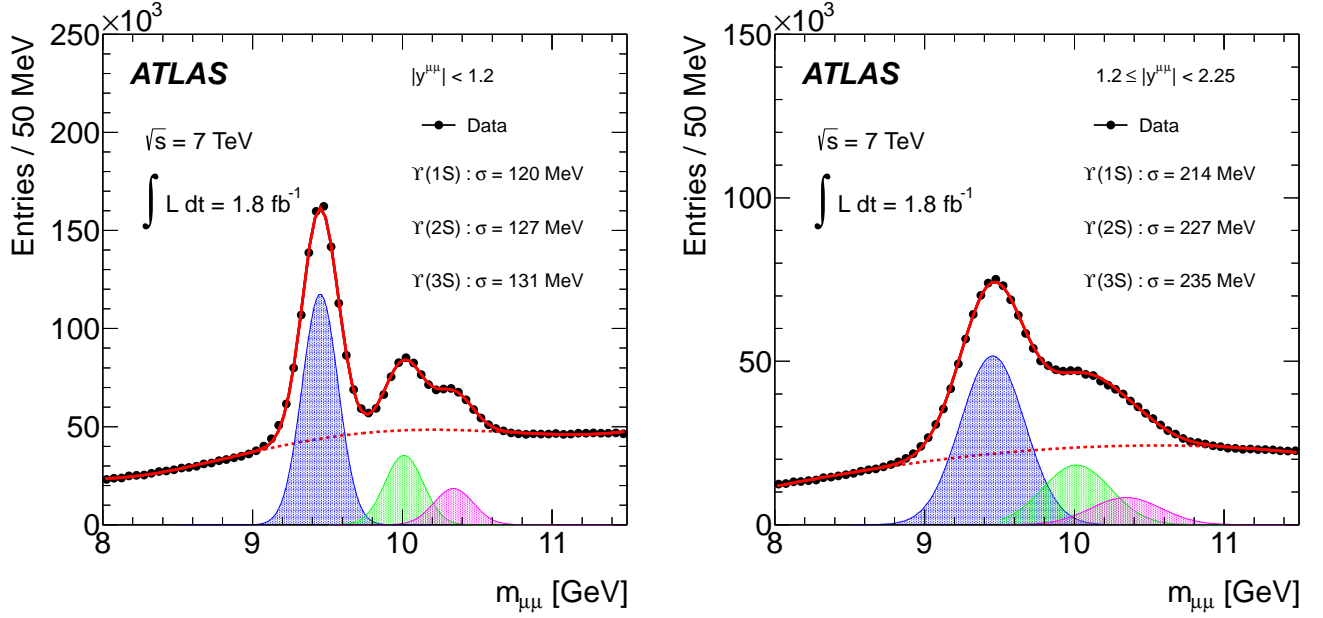 ×10³
250
200
150
100
50
0
Entries / 50 MeV
ATLAS
|y^μμ| < 1.2
Data
√s = 7 TeV
∫ L dt = 1.8 fb⁻¹
ϒ(1S) : σ = 120 MeV
ϒ(2S) : σ = 127 MeV
ϒ(3S) : σ = 131 MeV
8 9 10 11
m_μμ [GeV]
×10³
150
100
50
0
Entries / 50 MeV
ATLAS
1.2 ≤ |y^μμ| < 2.25
Data
√s = 7 TeV
∫ L dt = 1.8 fb⁻¹
ϒ(1S) : σ = 214 MeV
ϒ(2S) : σ = 227 MeV
ϒ(3S) : σ = 235 MeV
8 9 10 11
m_μμ [GeV]